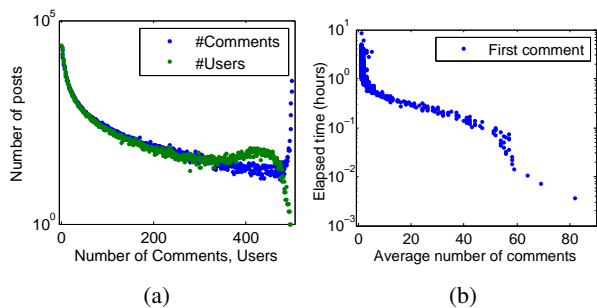 10^5
#Comments
#Users
Number of posts
10^0
0
200
400
Number of Comments, Users
(a)
10^1
First comment
10^0
10^-1
10^-2
10^-3
Elapsed time (hours)
0
20
40
60
80
Average number of comments
(b)